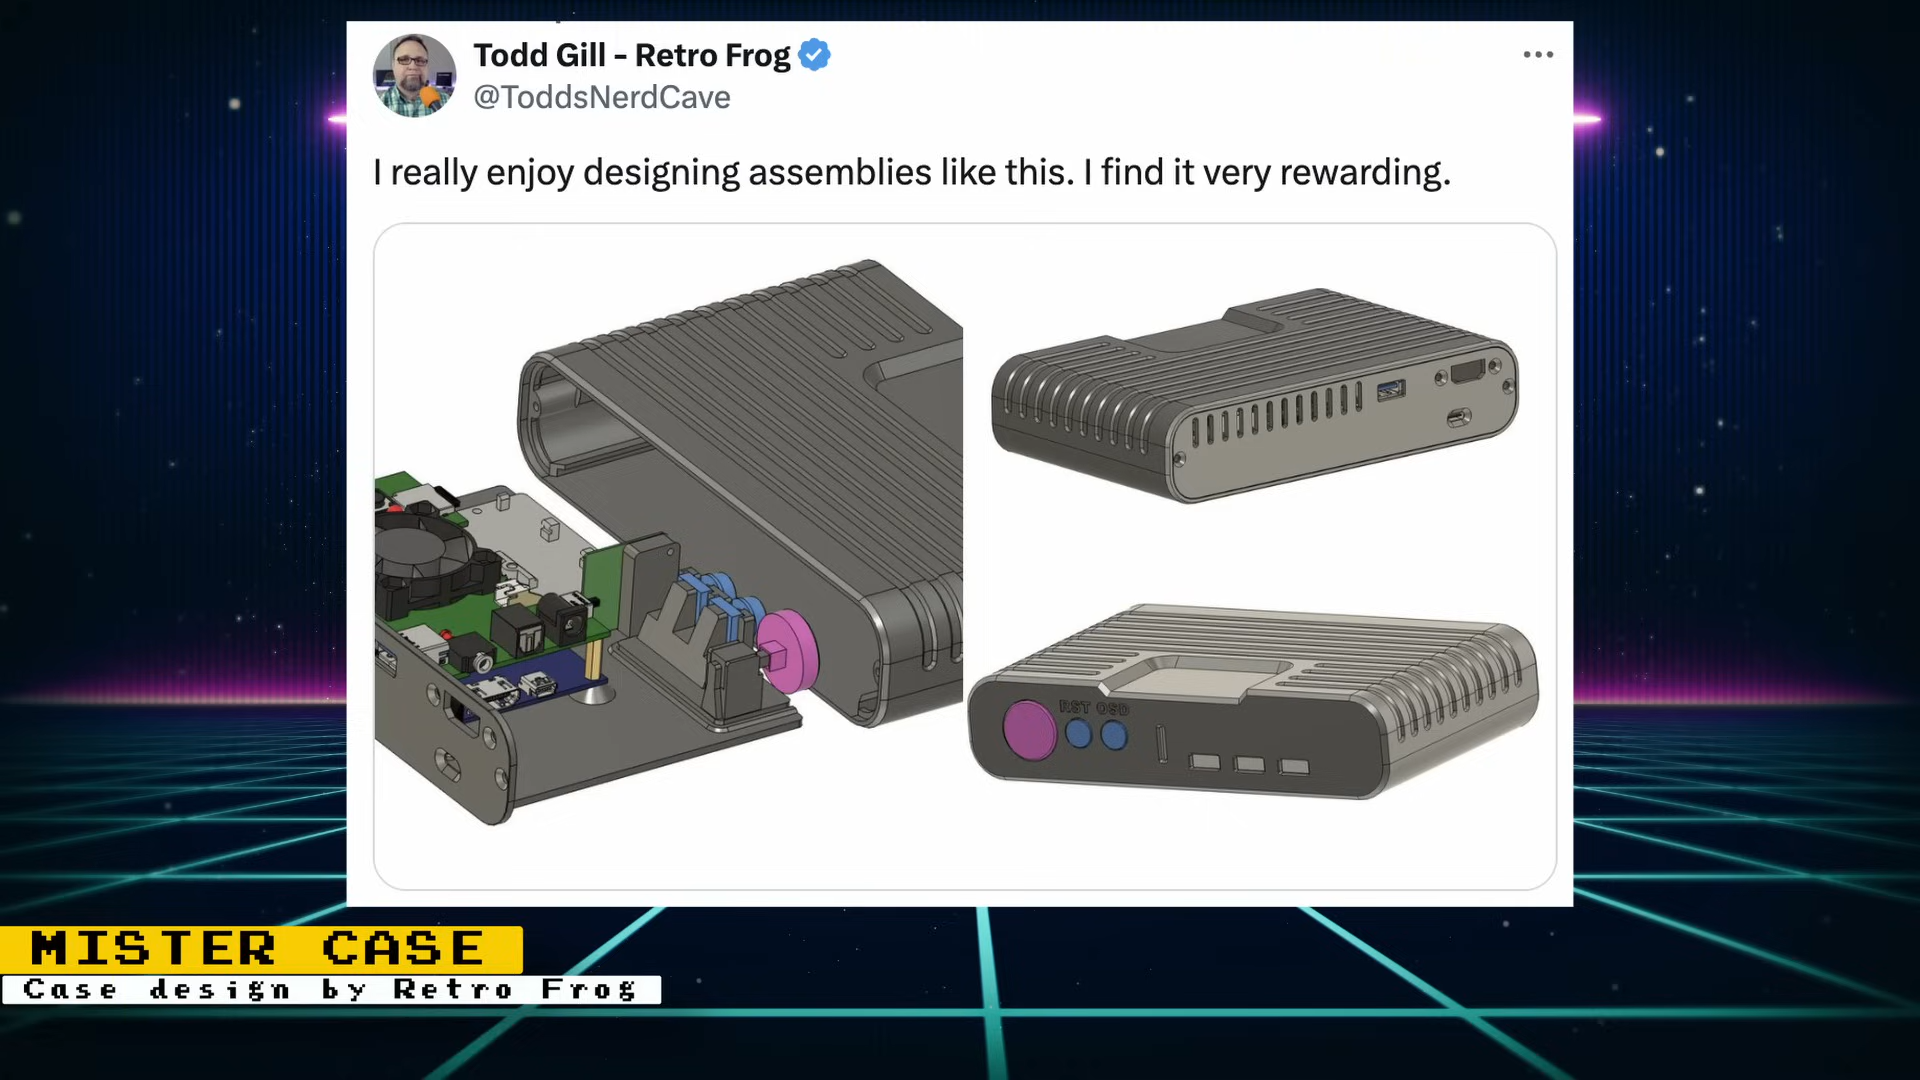 Todd Gill - Retro Frog
@ToddsNerdCave
I really enjoy designing assemblies like this. I find it very rewarding.
RST OSD
MISTER CASE
Case design by Retro Frog